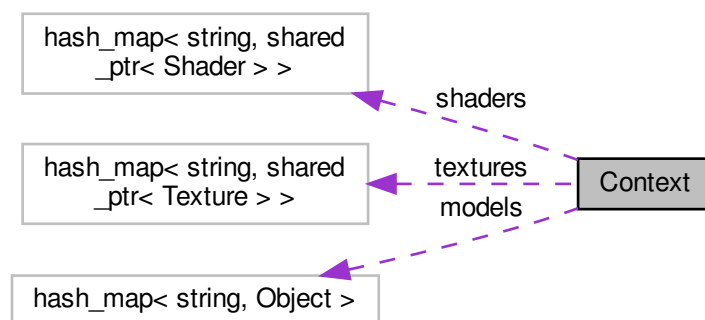 hash_map< string, shared
_ptr< Shader > >
shaders
hash_map< string, shared
_ptr< Texture > >
textures
Context
models
hash_map< string, Object >